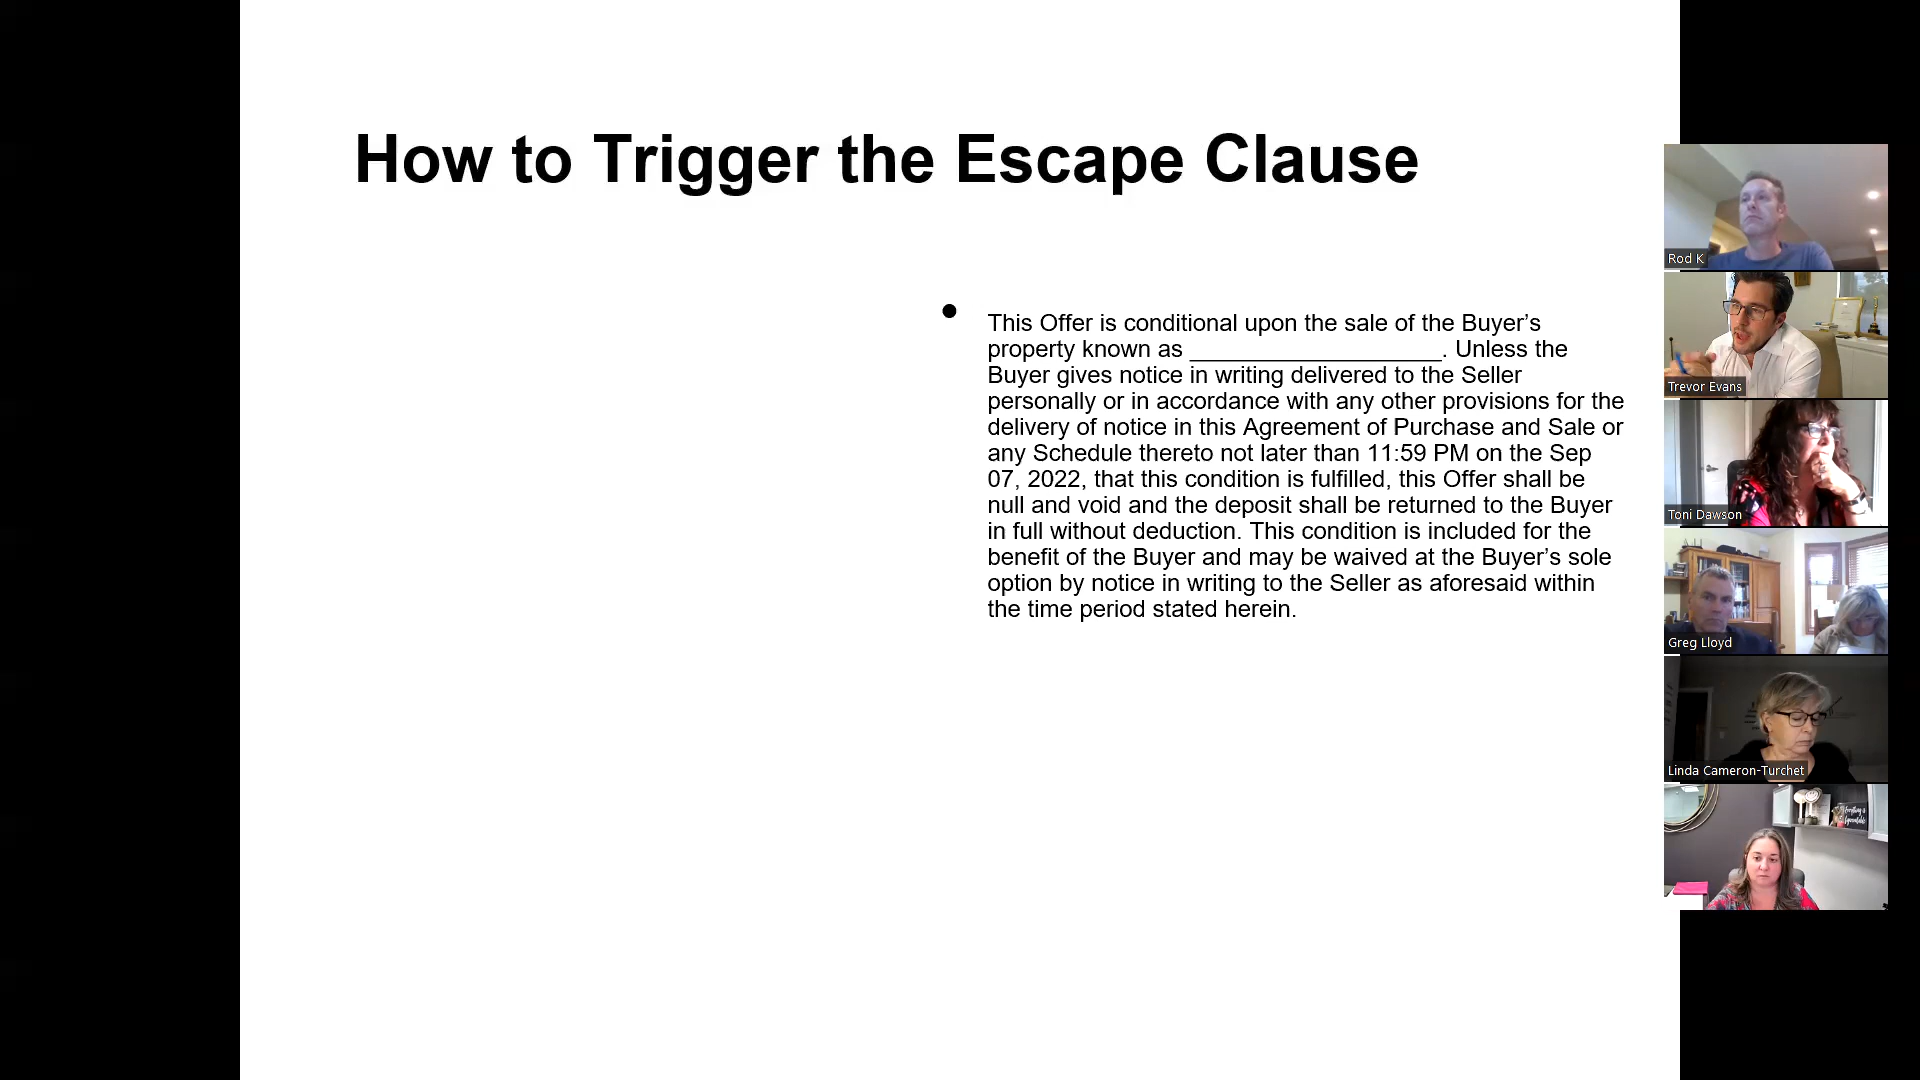 How to Trigger the Escape Clause
• This Offer is conditional upon the sale of the Buyer’s
property known as ___________________. Unless the
Buyer gives notice in writing delivered to the Seller
personally or in accordance with any other provisions for the
delivery of notice in this Agreement of Purchase and Sale or
any Schedule thereto not later than 11:59 PM on the Sep
07, 2022, that this condition is fulfilled, this Offer shall be
null and void and the deposit shall be returned to the Buyer
in full without deduction. This condition is included for the
benefit of the Buyer and may be waived at the Buyer’s sole
option by notice in writing to the Seller as aforesaid within
the time period stated herein.
Rod K
Trevor Evans
Toni Dawson
Greg Lloyd
Linda Cameron-Turchet